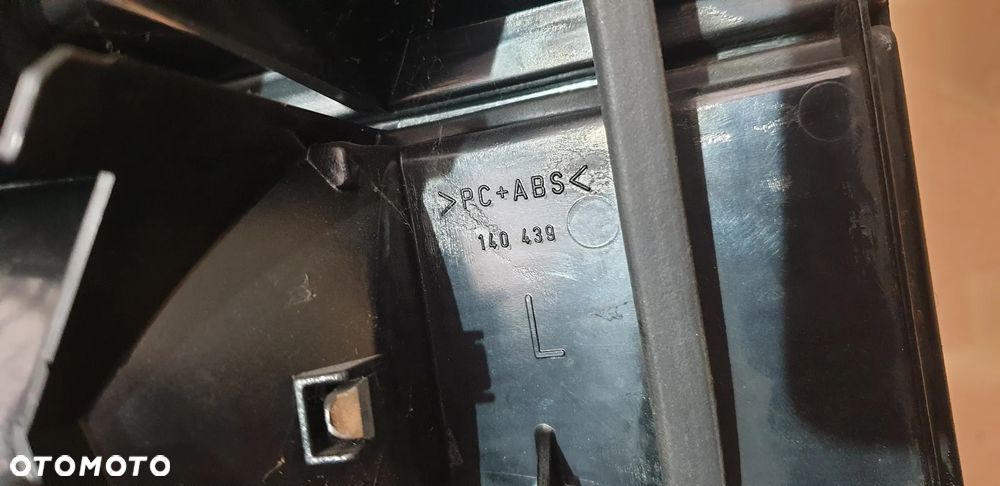 >PC+ABS<
140 439
L
OTOMOTO